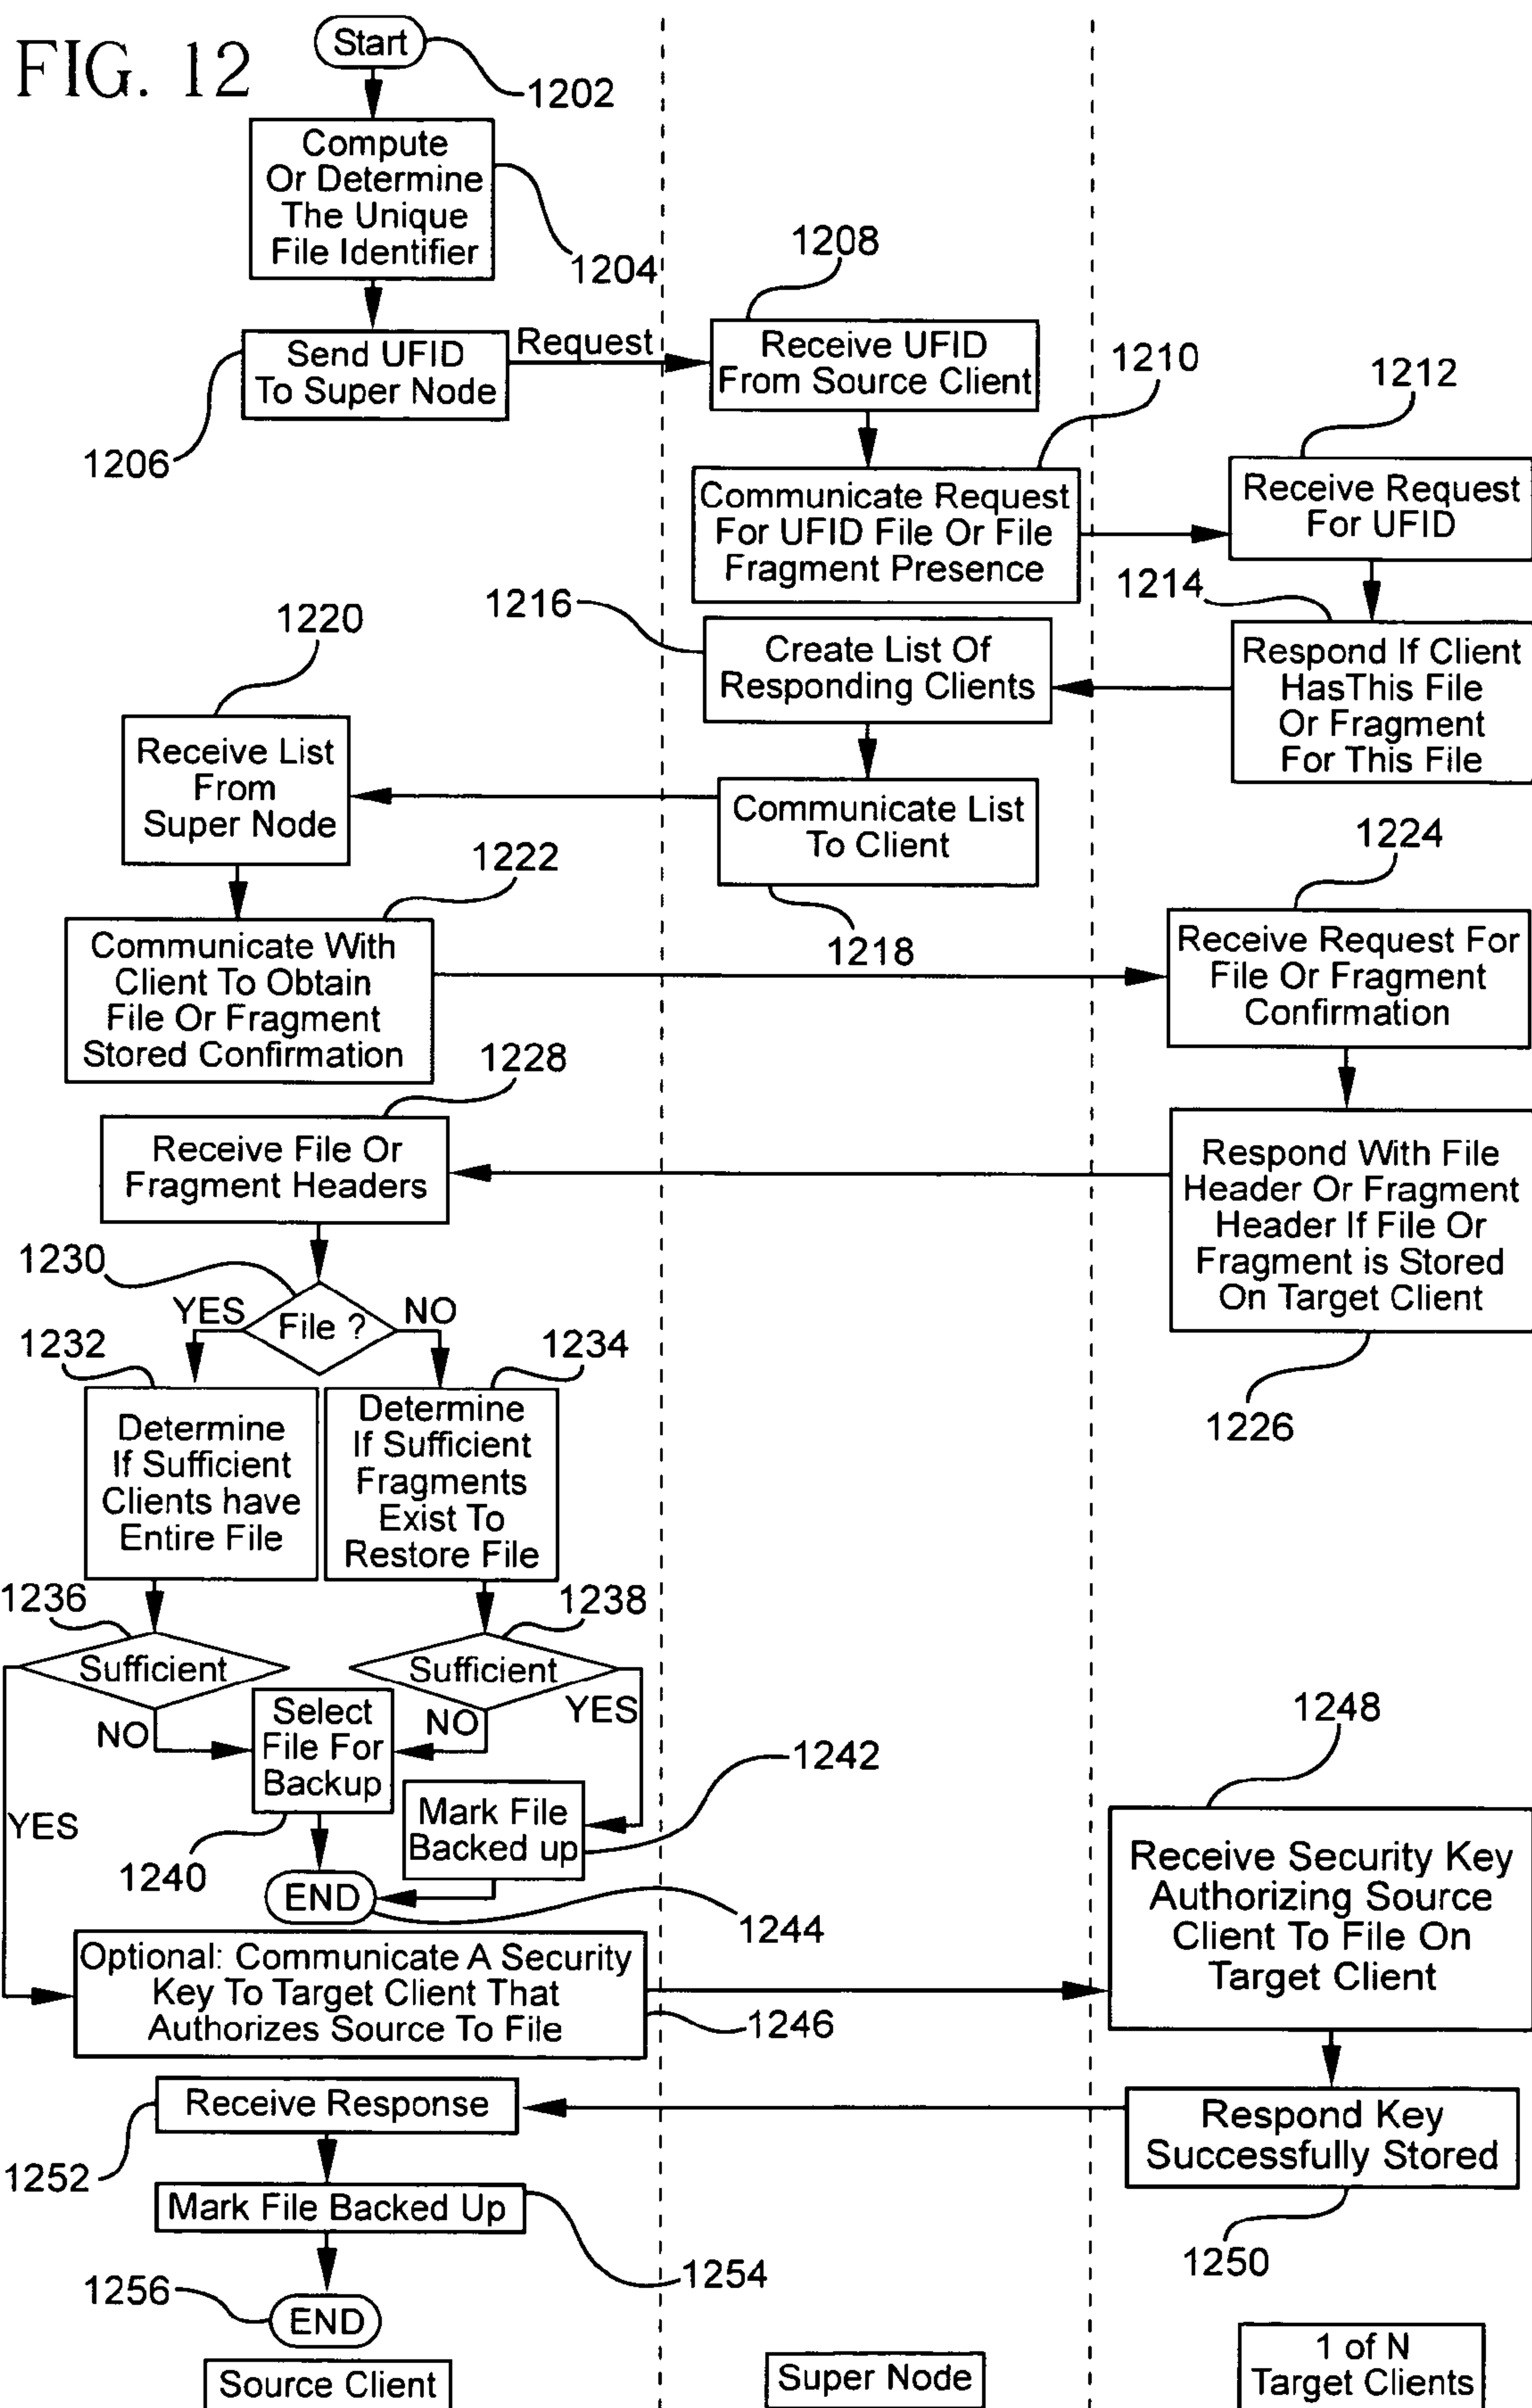 FIG. 12
Start
1202
Compute
Or Determine
The Unique
File Identifier
1204
1208
Send UFID
To Super Node
Request
1206
Receive UFID
From Source Client
1210
1212
Communicate Request
For UFID File Or File
Fragment Presence
Receive Request
For UFID
1214
1216
Create List Of
Responding Clients
Respond If Client
HasThis File
Or Fragment
For This File
1220
Receive List
From
Super Node
Communicate List
To Client
1218
1222
1224
Communicate With
Client To Obtain
File Or Fragment
Stored Confirmation
Receive Request For
File Or Fragment
Confirmation
1228
Receive File Or
Fragment Headers
Respond With File
Header Or Fragment
Header If File Or
Fragment is Stored
On Target Client
1226
1230
YES
File ?
NO
1232
1234
Determine
If Sufficient
Clients have
Entire File
Determine
If Sufficient
Fragments
Exist To
Restore File
1236
1238
Sufficient
Sufficient
NO
Select
File For
Backup
NO
YES
1240
YES
1242
Mark File
Backed up
END
1244
1248
Optional: Communicate A Security
Key To Target Client That
Authorizes Source To File
1246
Receive Security Key
Authorizing Source
Client To File On
Target Client
Receive Response
1252
Respond Key
Successfully Stored
1250
Mark File Backed Up
1254
1256
END
Source Client
Super Node
1 of N
Target Clients